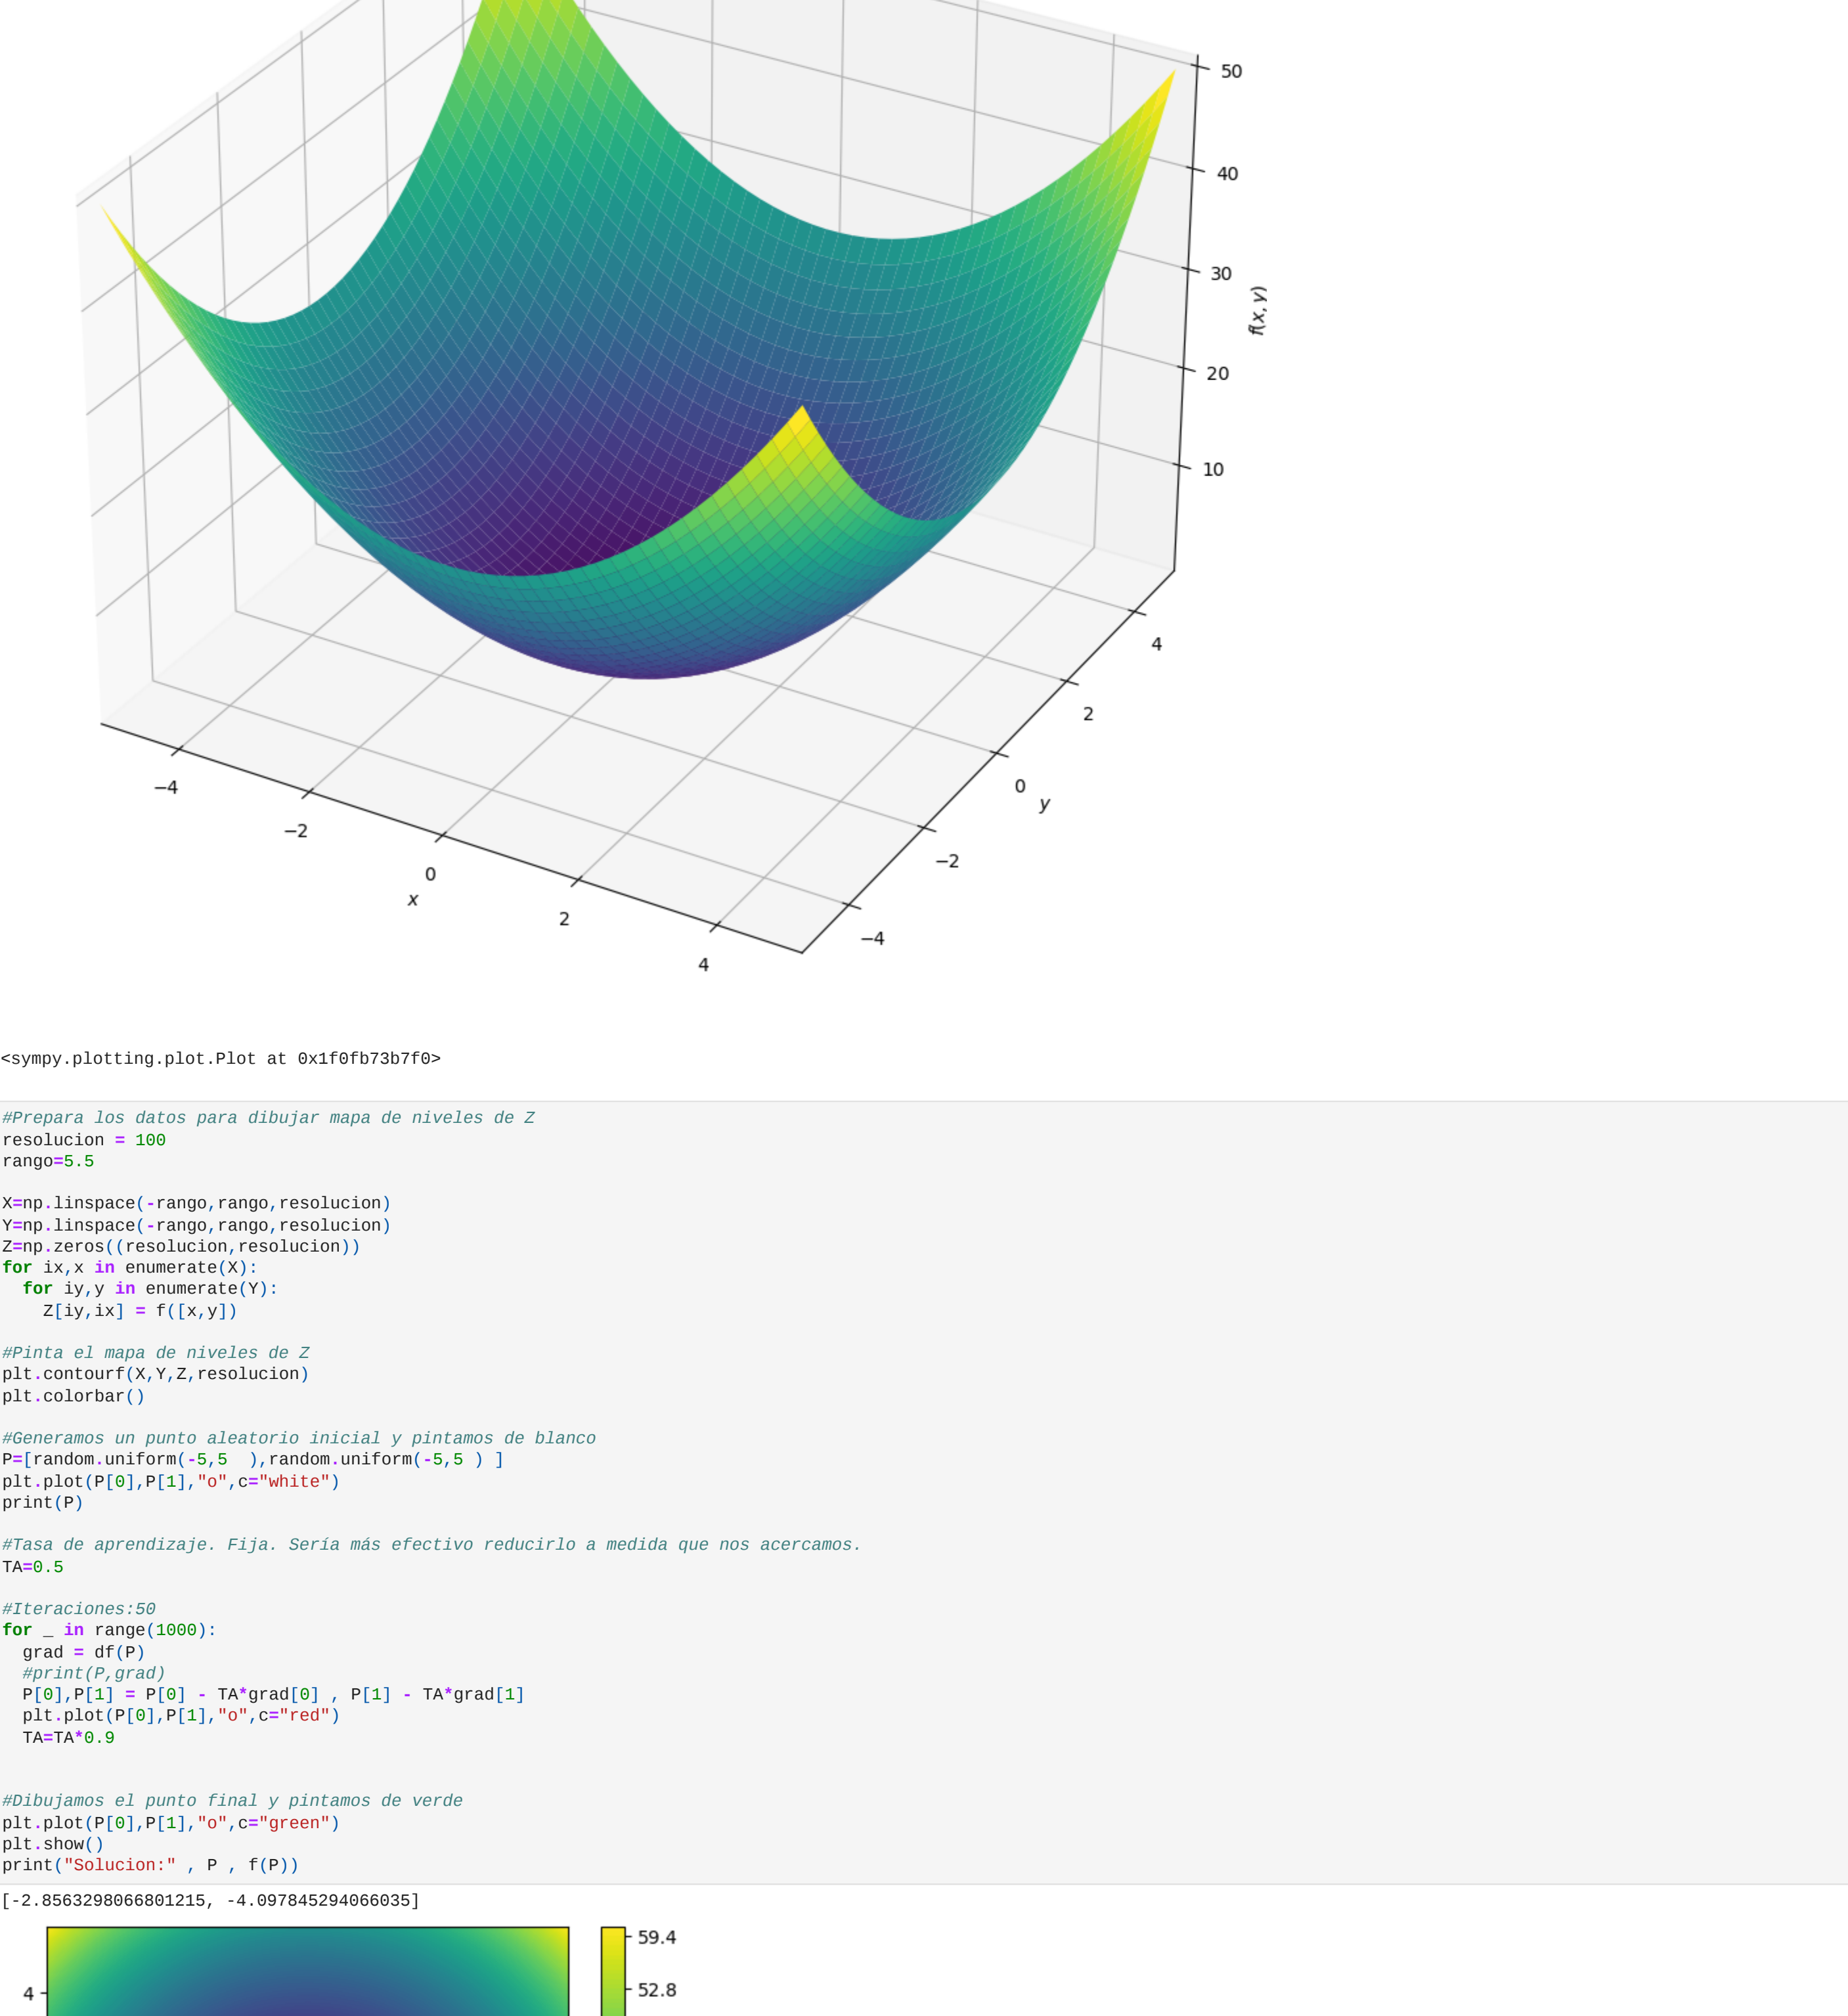 50
40
30
f(x, y)
20
10
4
2
0
y
−2
−4
−4
−2
0
x
2
4
<sympy.plotting.plot.Plot at 0x1f0fb73b7f0>
#Prepara los datos para dibujar mapa de niveles de Z
resolucion = 100
rango=5.5
X=np.linspace(-rango,rango,resolucion)
Y=np.linspace(-rango,rango,resolucion)
Z=np.zeros((resolucion,resolucion))
for ix,x in enumerate(X):
  for iy,y in enumerate(Y):
    Z[iy,ix] = f([x,y])
#Pinta el mapa de niveles de Z
plt.contourf(X,Y,Z,resolucion)
plt.colorbar()
#Generamos un punto aleatorio inicial y pintamos de blanco
P=[random.uniform(-5,5  ),random.uniform(-5,5 ) ]
plt.plot(P[0],P[1],"o",c="white")
print(P)
#Tasa de aprendizaje. Fija. Sería más efectivo reducirlo a medida que nos acercamos.
TA=0.5
#Iteraciones:50
for _ in range(1000):
  grad = df(P)
  #print(P,grad)
  P[0],P[1] = P[0] - TA*grad[0] , P[1] - TA*grad[1]
  plt.plot(P[0],P[1],"o",c="red")
  TA=TA*0.9
#Dibujamos el punto final y pintamos de verde
plt.plot(P[0],P[1],"o",c="green")
plt.show()
print("Solucion:" , P , f(P))
[-2.8563298066801215, -4.097845294066035]
59.4
52.8
4